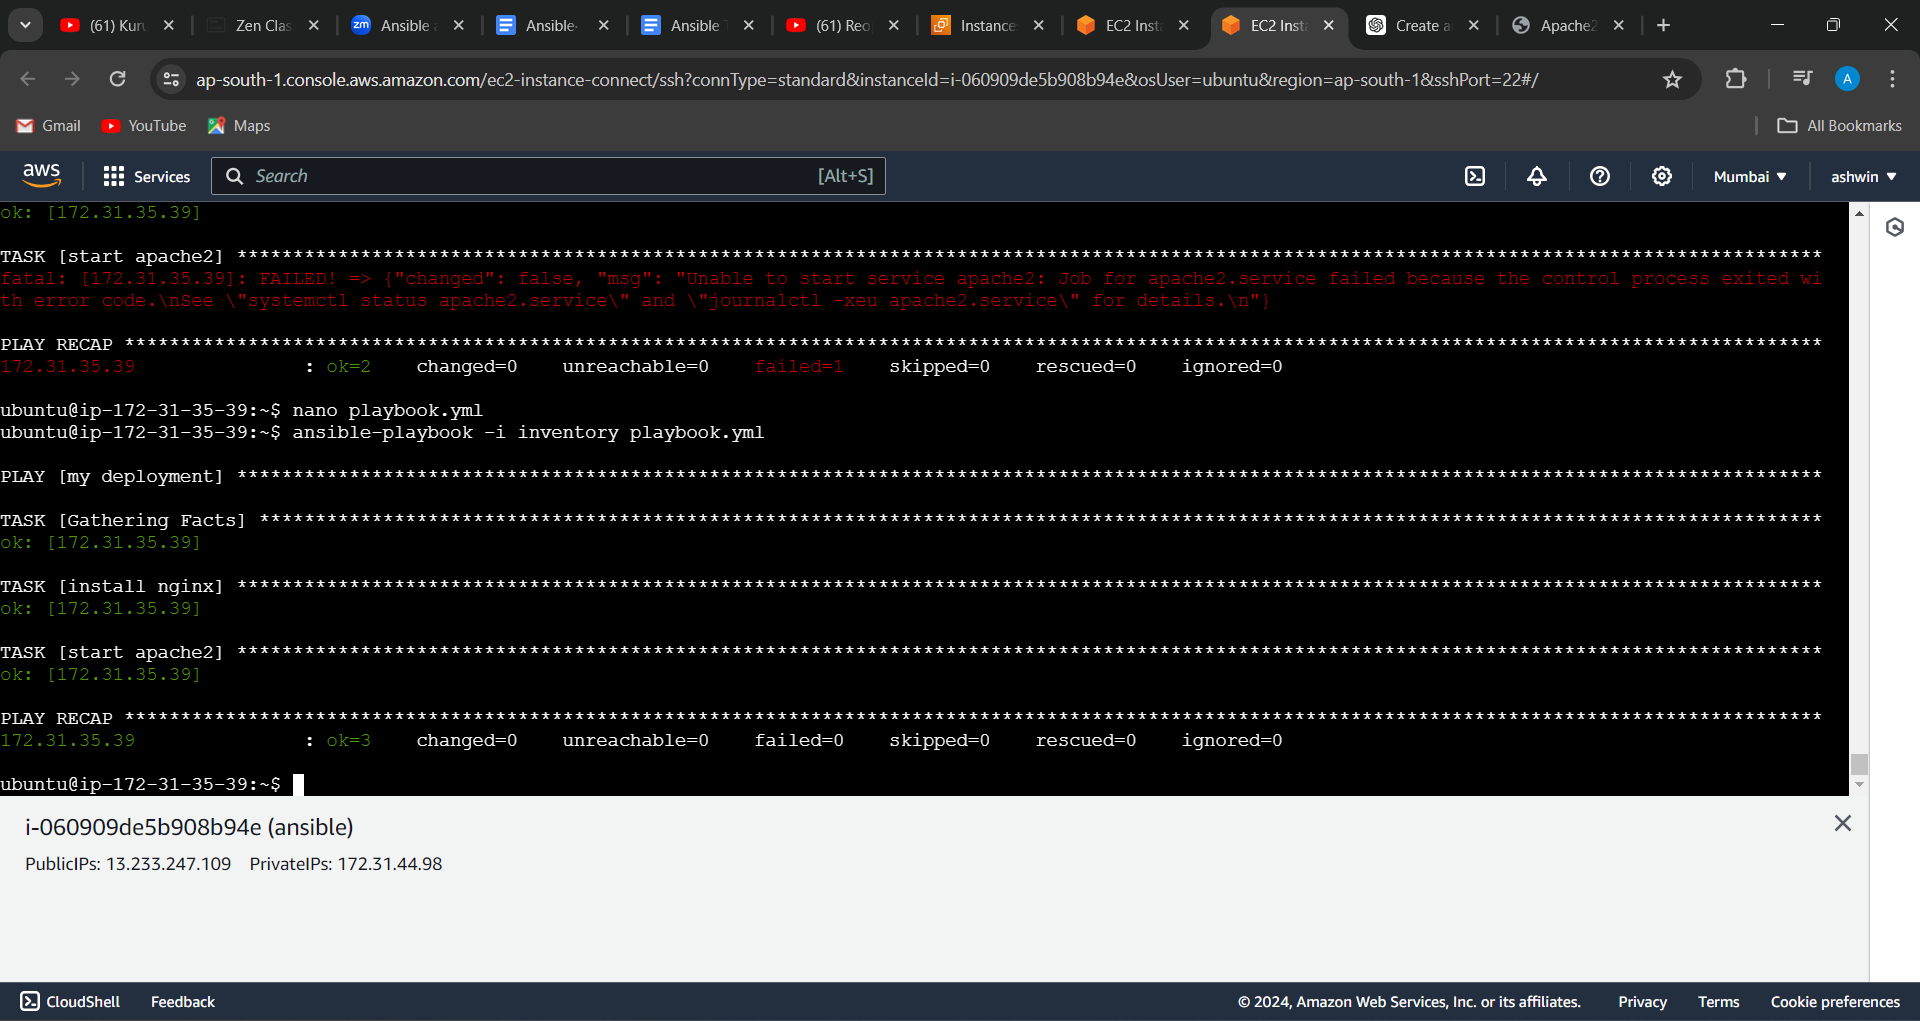 (61) Kuru
Zen Clas
zm
Ansible a
Ansible-
Ansible T
(61) Reo
Instance
EC2 Inst
EC2 Inst
Create a
Apache2
ap-south-1.console.aws.amazon.com/ec2-instance-connect/ssh?connType=standard&instanceId=i-060909de5b908b94e&osUser=ubuntu&region=ap-south-1&sshPort=22#/
A
Gmail
YouTube
Maps
All Bookmarks
aws
Services
Search
[Alt+S]
Mumbai
ashwin
ok: [172.31.35.39]
TASK [start apache2] *********************************************************************************************************************************************
fatal: [172.31.35.39]: FAILED! => {"changed": false, "msg": "Unable to start service apache2: Job for apache2.service failed because the control process exited wi
th error code.\nSee \"systemctl status apache2.service\" and \"journalctl -xeu apache2.service\" for details.\n"}
PLAY RECAP *******************************************************************************************************************************************************
172.31.35.39 : ok=2 changed=0 unreachable=0 failed=1 skipped=0 rescued=0 ignored=0
ubuntu@ip-172-31-35-39:~$ nano playbook.yml
ubuntu@ip-172-31-35-39:~$ ansible-playbook -i inventory playbook.yml
PLAY [my deployment] *********************************************************************************************************************************************
TASK [Gathering Facts] *******************************************************************************************************************************************
ok: [172.31.35.39]
TASK [install nginx] *********************************************************************************************************************************************
ok: [172.31.35.39]
TASK [start apache2] *********************************************************************************************************************************************
ok: [172.31.35.39]
PLAY RECAP *******************************************************************************************************************************************************
172.31.35.39 : ok=3 changed=0 unreachable=0 failed=0 skipped=0 rescued=0 ignored=0
ubuntu@ip-172-31-35-39:~$
i-060909de5b908b94e (ansible)
PublicIPs: 13.233.247.109 PrivateIPs: 172.31.44.98
CloudShell
Feedback
© 2024, Amazon Web Services, Inc. or its affiliates.
Privacy
Terms
Cookie preferences